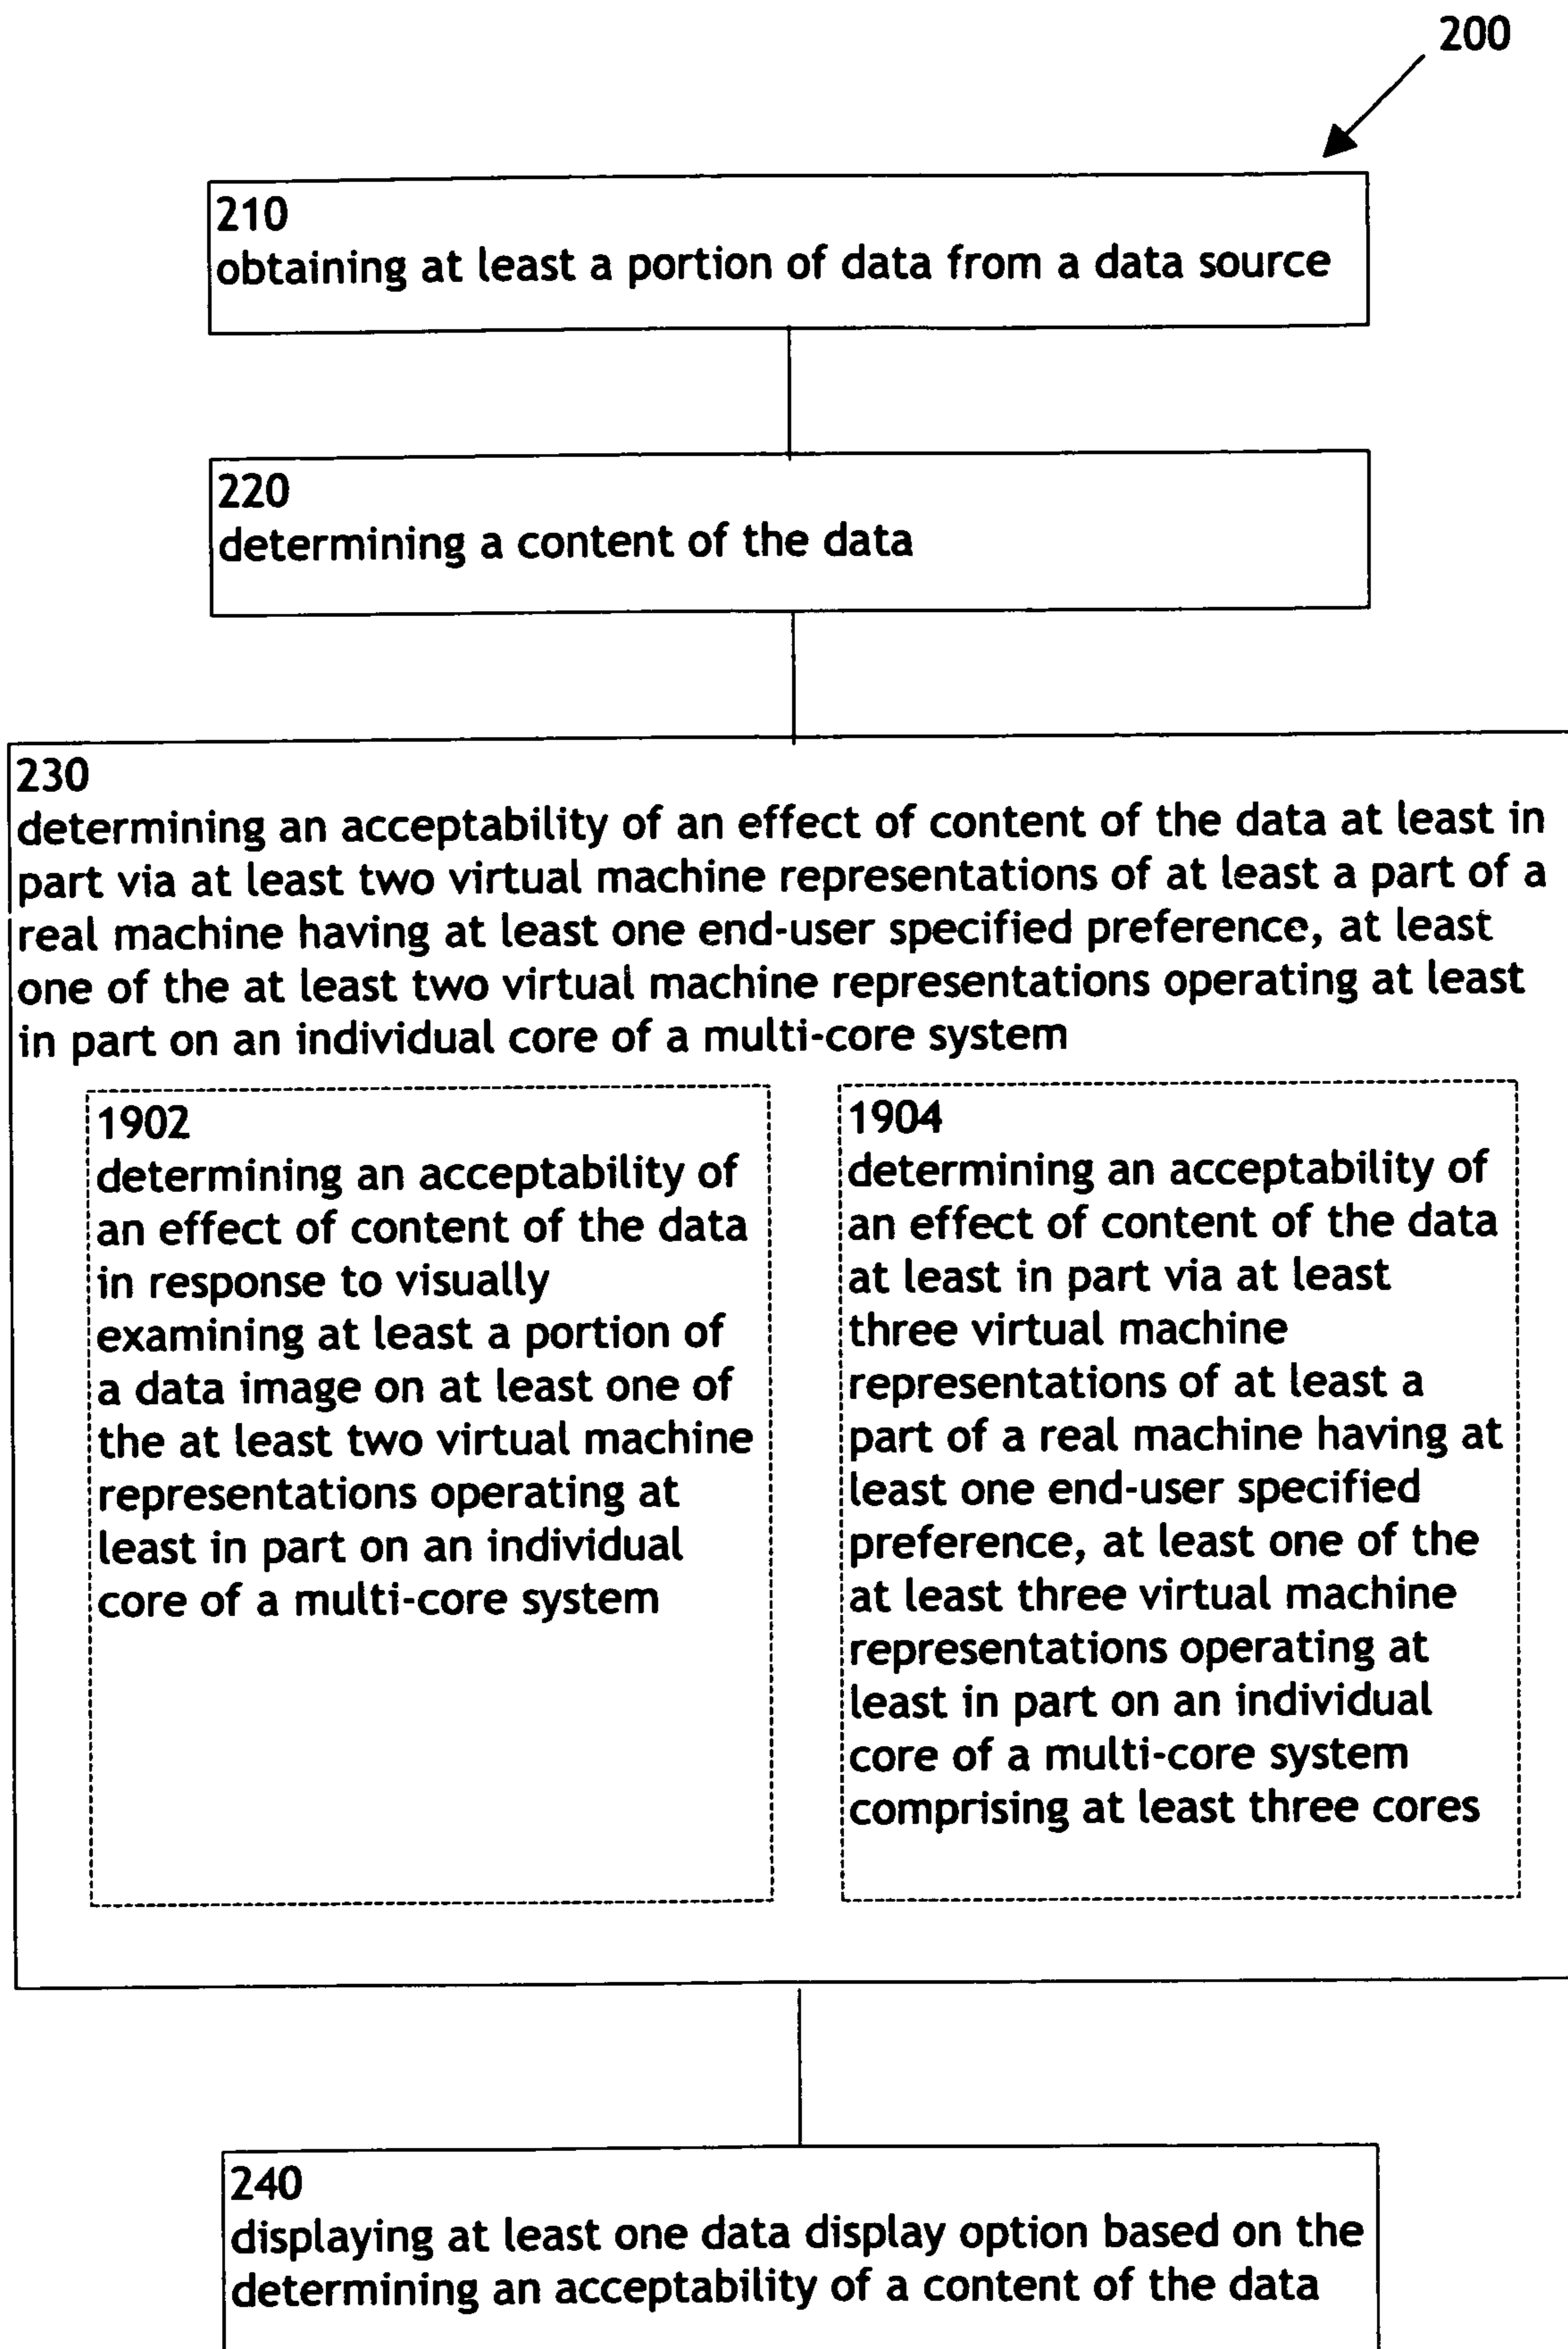 200
210
obtaining at least a portion of data from a data source
220
determining a content of the data
230
determining an acceptability of an effect of content of the data at least in
part via at least two virtual machine representations of at least a part of a
real machine having at least one end-user specified preference, at least
one of the at least two virtual machine representations operating at least
in part on an individual core of a multi-core system
1902
determining an acceptability of
an effect of content of the data
in response to visually
examining at least a portion of
a data image on at least one of
the at least two virtual machine
representations operating at
least in part on an individual
core of a multi-core system
1904
determining an acceptability of
an effect of content of the data
at least in part via at least
three virtual machine
representations of at least a
part of a real machine having at
least one end-user specified
preference, at least one of the
at least three virtual machine
representations operating at
least in part on an individual
core of a multi-core system
comprising at least three cores
240
displaying at least one data display option based on the
determining an acceptability of a content of the data